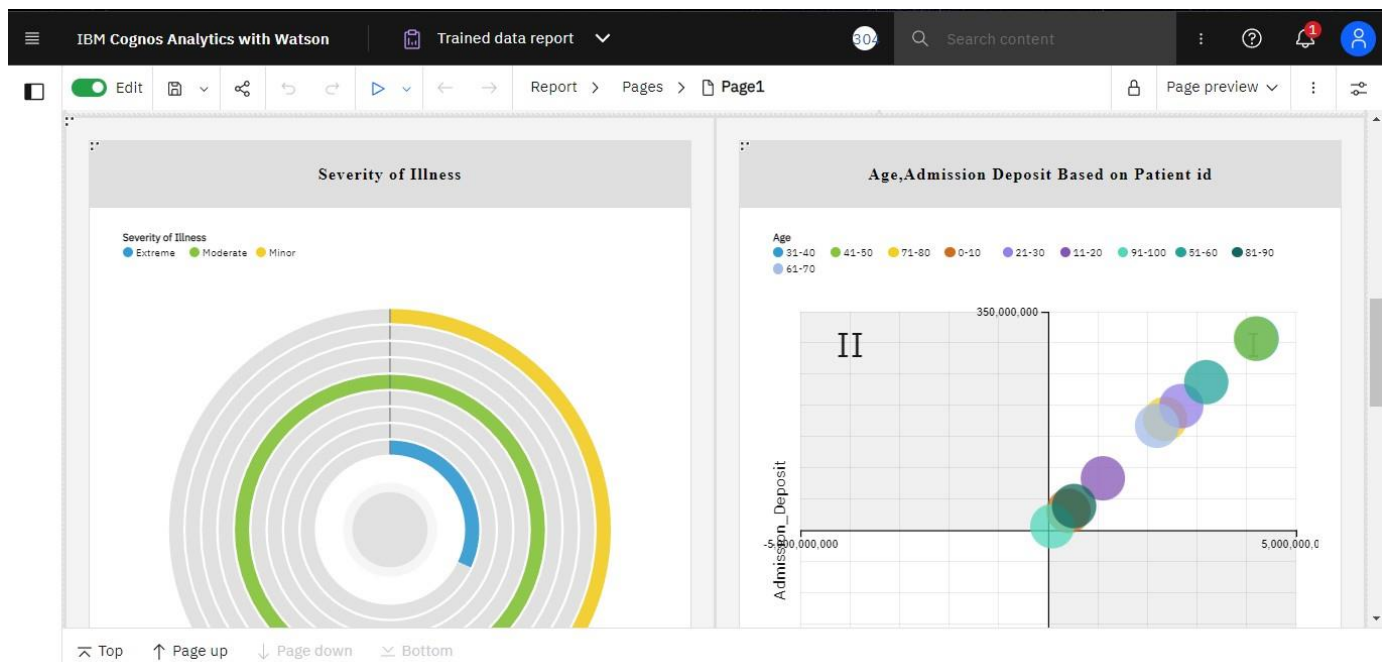 IBM Cognos Analytics with Watson
Trained data report
304
Search content
1
Edit
Report > Pages > Page1
Page preview
Severity of Illness
Severity of Illness
Extreme Moderate Minor
Age,Admission Deposit Based on Patient id
Age
31-40 41-50 71-80 0-10 21-30 11-20 91-100 51-60 81-90
61-70
350,000,000
II
I
Admission_Deposit
5,000,000,0
Top Page up Page down Bottom